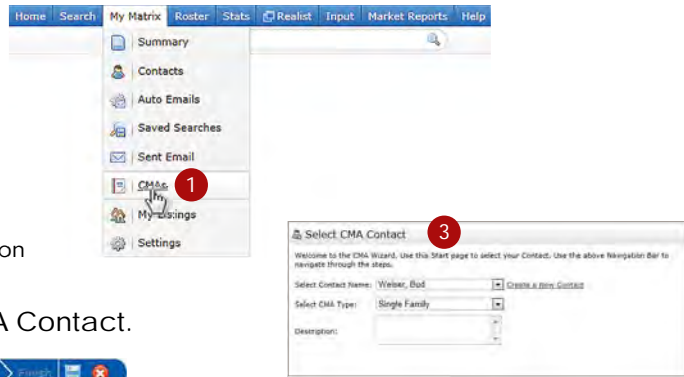 Home Search My Matrix Roster Stats Realist Input Market Reports Help
Summary
Contacts
Auto Emails
Saved Searches
Sent Email
CMAs 1
My Listings
Settings
on
A Contact.
Finish
Select CMA Contact 3
Welcome to the CMA Wizard. Use this Start page to select your Contact. Use the above Navigation Bar to
navigate through the steps.
Select Contact Name: Weiser, Bud Create a New Contact
Select CMA Type: Single Family
Description: